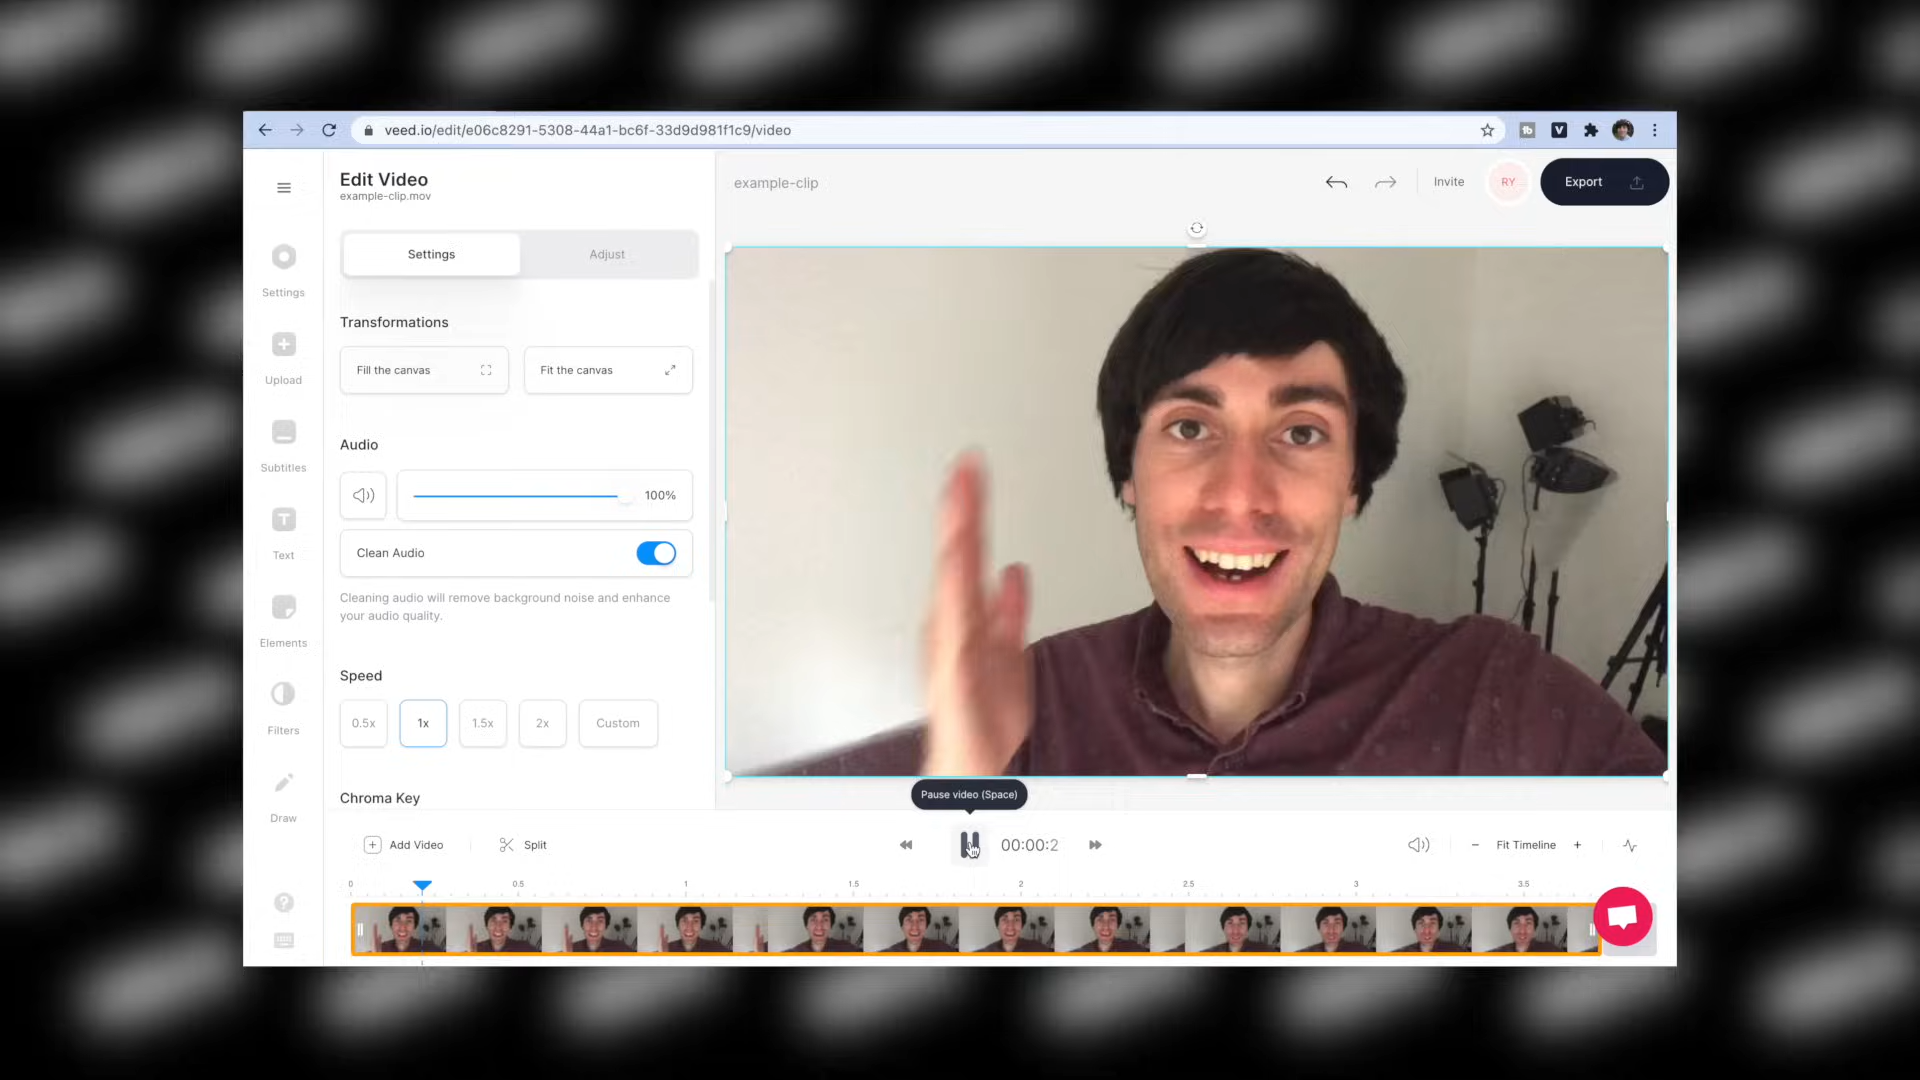 veed.io/edit/e06c8291-5308-44a1-bc6f-33d9d981f1c9/video
Edit Video
example-clip.mov
example-clip
Invite
RY
Export
Settings
Adjust
Settings
Transformations
Fill the canvas
Fit the canvas
Upload
Audio
100%
Subtitles
Clean Audio
Text
Cleaning audio will remove background noise and enhance
your audio quality.
Elements
Speed
0.5x
1x
1.5x
2x
Custom
Filters
Chroma Key
Pause video (Space)
Draw
Add Video
Split
00:00:2
Fit Timeline
0
0.5
1
1.5
2
2.5
3
3.5